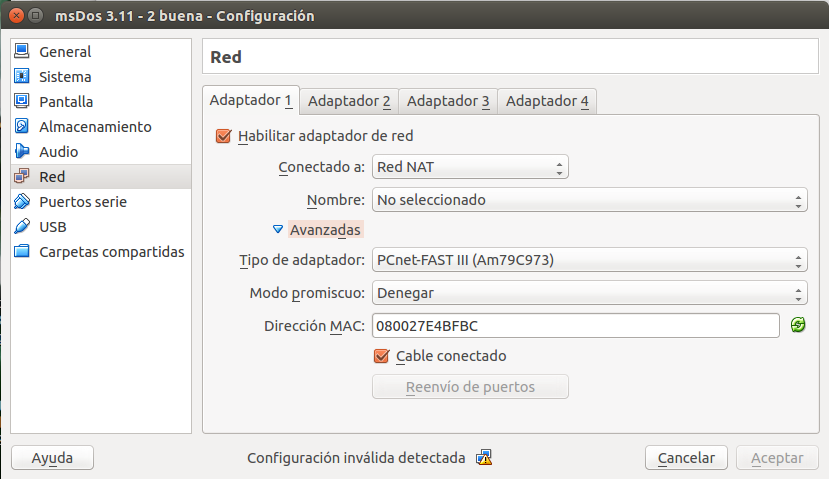 msDos 3.11 - 2 buena - Configuración
General
Sistema
Pantalla
Almacenamiento
Audio
Red
Puertos serie
USB
Carpetas compartidas
Red
Adaptador 1 Adaptador 2 Adaptador 3 Adaptador 4
Habilitar adaptador de red
Conectado a: Red NAT
Nombre: No seleccionado
Avanzadas
Tipo de adaptador: PCnet-FAST III (Am79C973)
Modo promiscuo: Denegar
Dirección MAC: 080027E4BFBC
Cable conectado
Reenvío de puertos
Ayuda Configuración inválida detectada Cancelar Aceptar